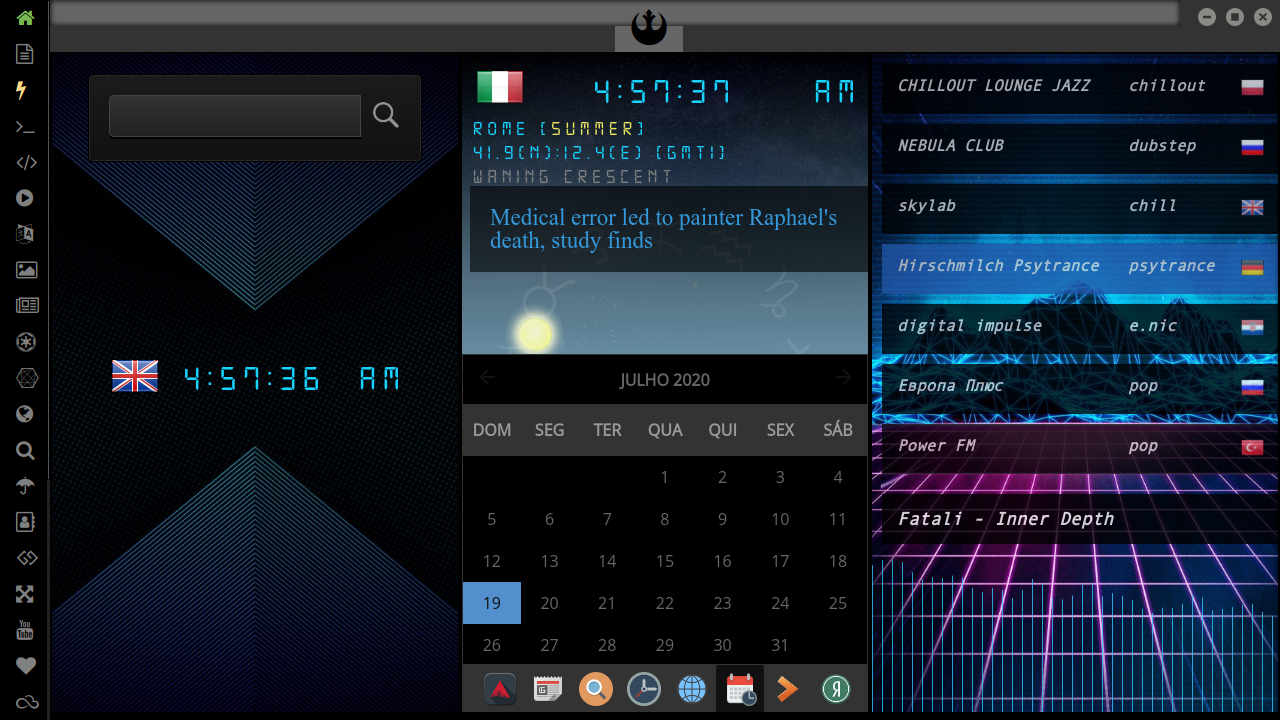 4:57:36 AM
4:57:37 AM
ROME (SUMMER)
41.9(N):12.4(E) (GMT1)
WANING CRESCENT
Medical error led to painter Raphael's
death, study finds
JULHO 2020
DOM SEG TER QUA QUI SEX SÁB
1 2 3 4
5 6 7 8 9 10 11
12 13 14 15 16 17 18
19 20 21 22 23 24 25
26 27 28 29 30 31
CHILLOUT LOUNGE JAZZ chillout
NEBULA CLUB dubstep
skylab chill
Hirschmilch Psytrance psytrance
digital impulse e.nic
Европа Плюс pop
Power FM pop
Fatali - Inner Depth
You
Tube
Я